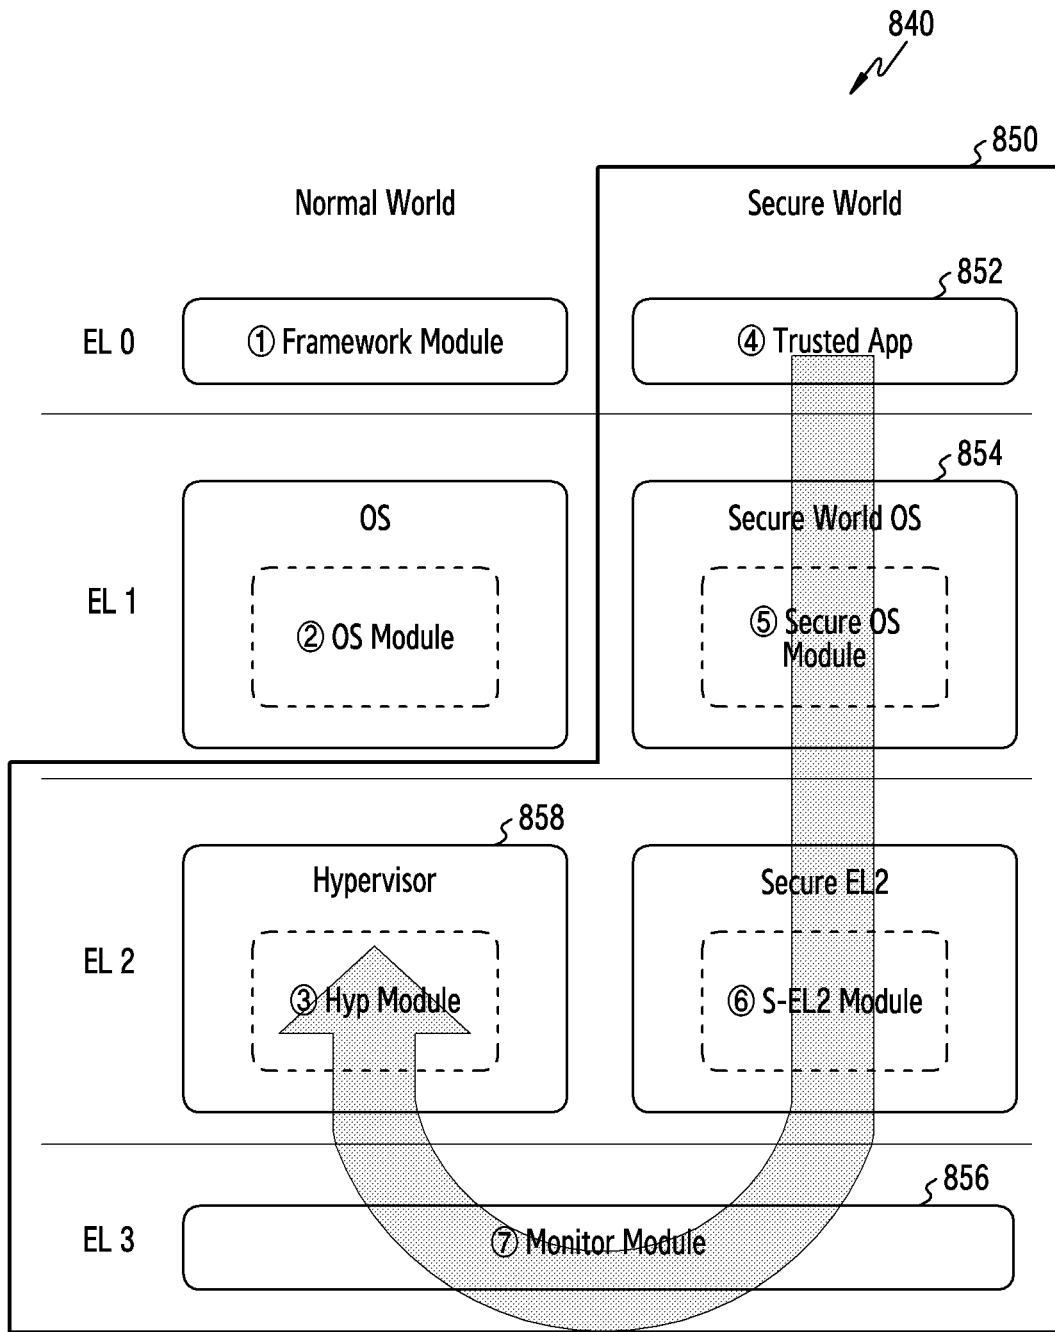 840
850
Normal World
Secure World
852
EL 0
① Framework Module
④ Trusted App
854
OS
Secure World OS
EL 1
② OS Module
⑤ Secure OS
Module
858
Hypervisor
Secure EL2
EL 2
③ Hyp Module
⑥ S-EL2 Module
856
EL 3
⑦ Monitor Module